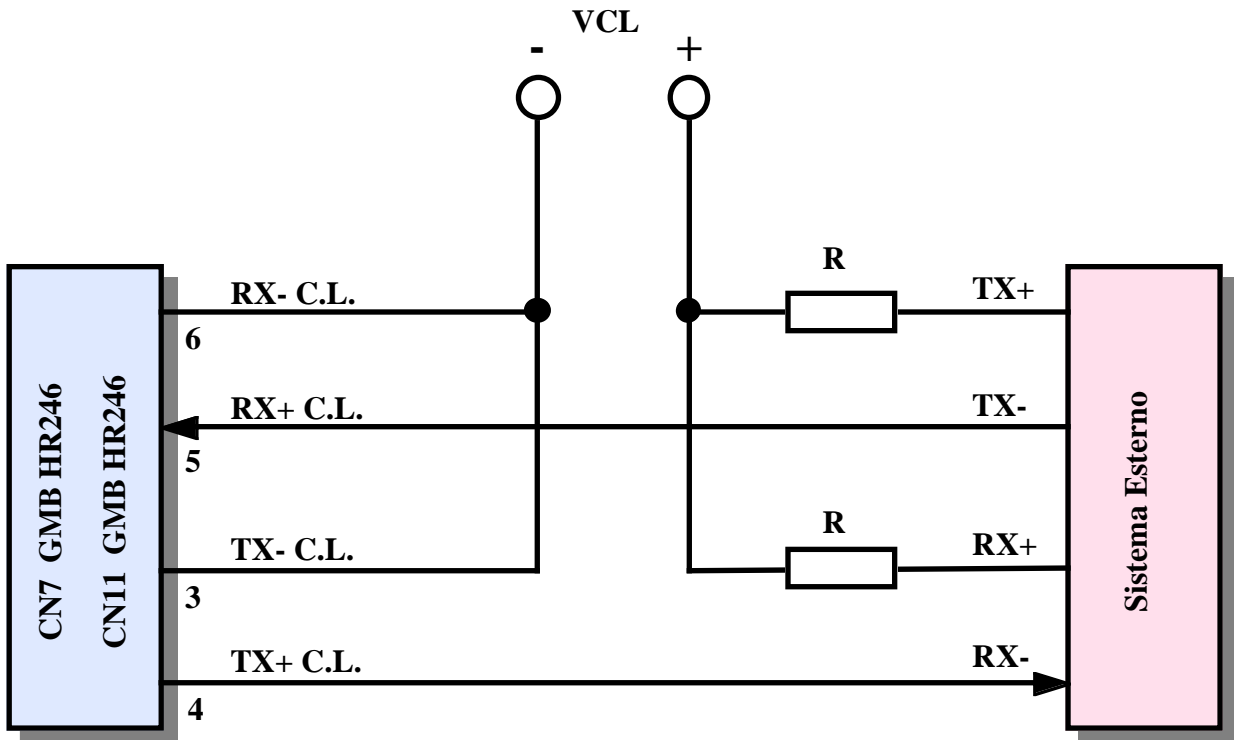 VCL
- +
R
RX- C.L. TX+
6
RX+ C.L. TX-
5
R
TX- C.L. RX+
3
TX+ C.L. RX-
4
CN7 GMB HR246
CN11 GMB HR246
Sistema Esterno